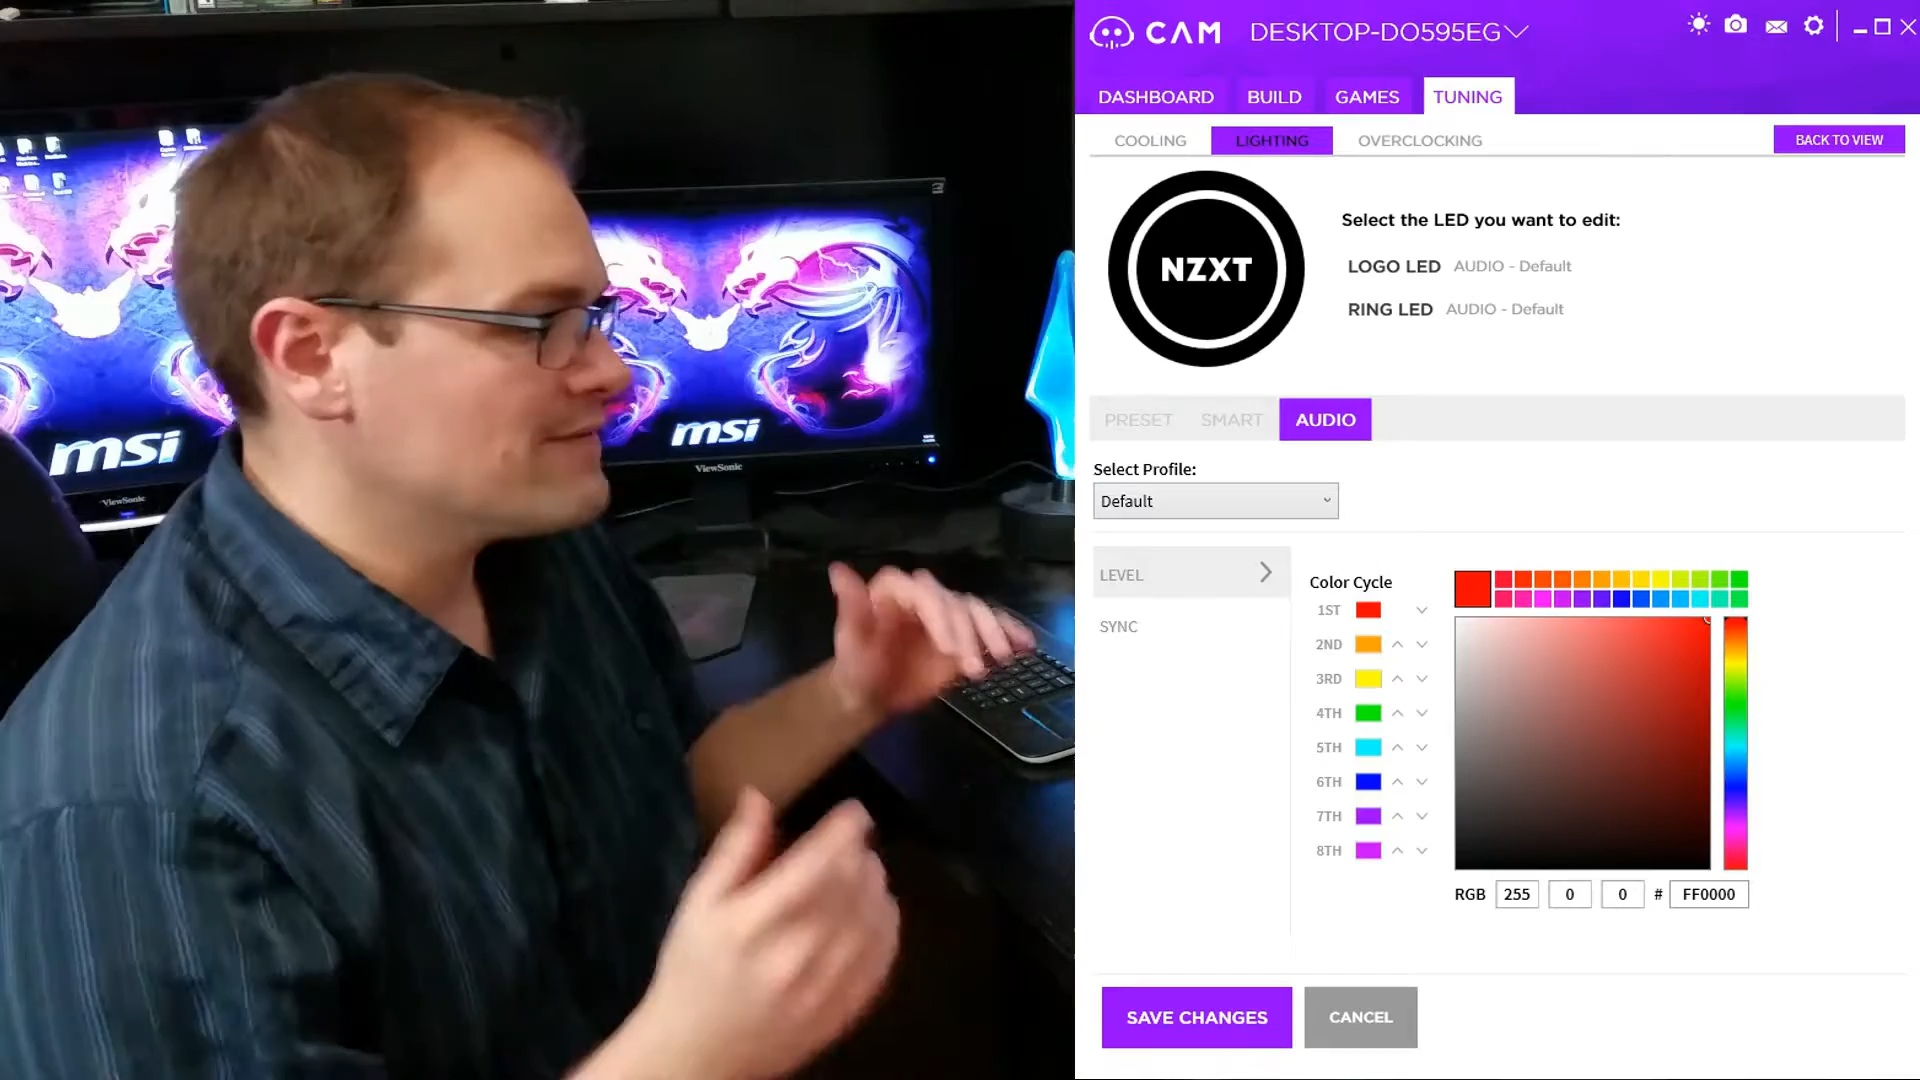 CAM DESKTOP-DO595EG
DASHBOARD BUILD GAMES TUNING
COOLING LIGHTING OVERCLOCKING BACK TO VIEW
NZXT
Select the LED you want to edit:
LOGO LED AUDIO - Default
RING LED AUDIO - Default
PRESET SMART AUDIO
Select Profile:
Default
LEVEL
SYNC
Color Cycle
1ST
2ND
3RD
4TH
5TH
6TH
7TH
8TH
RGB 255 0 0 # FF0000
SAVE CHANGES CANCEL
msi
ViewSonic
msi
ViewSonic